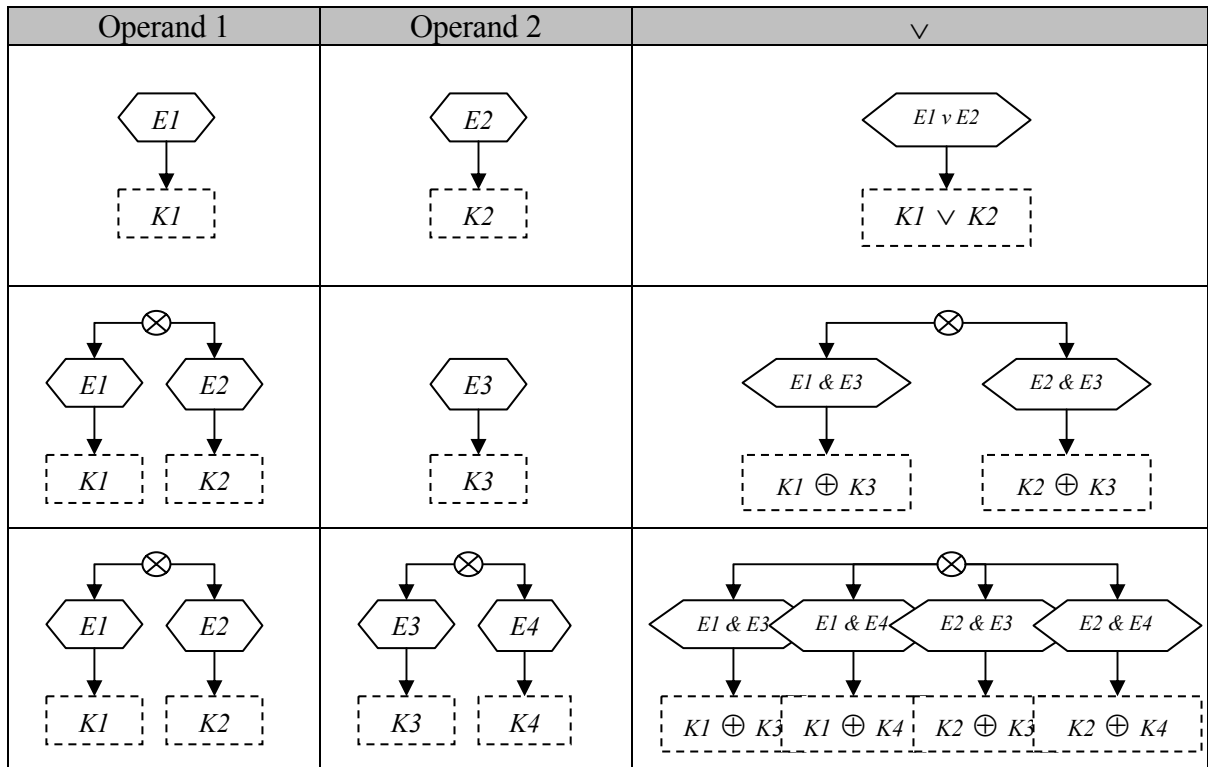 Operand 1 Operand 2 ∨
E1 E2 E1 v E2
K1 K2 K1 ∨ K2
E1 E2 E3 E1 & E3 E2 & E3
K1 K2 K3 K1 ⊕ K3 K2 ⊕ K3
E1 E2 E3 E4 E1 & E3 E1 & E4 E2 & E3 E2 & E4
K1 K2 K3 K4 K1 ⊕ K3 K1 ⊕ K4 K2 ⊕ K3 K2 ⊕ K4